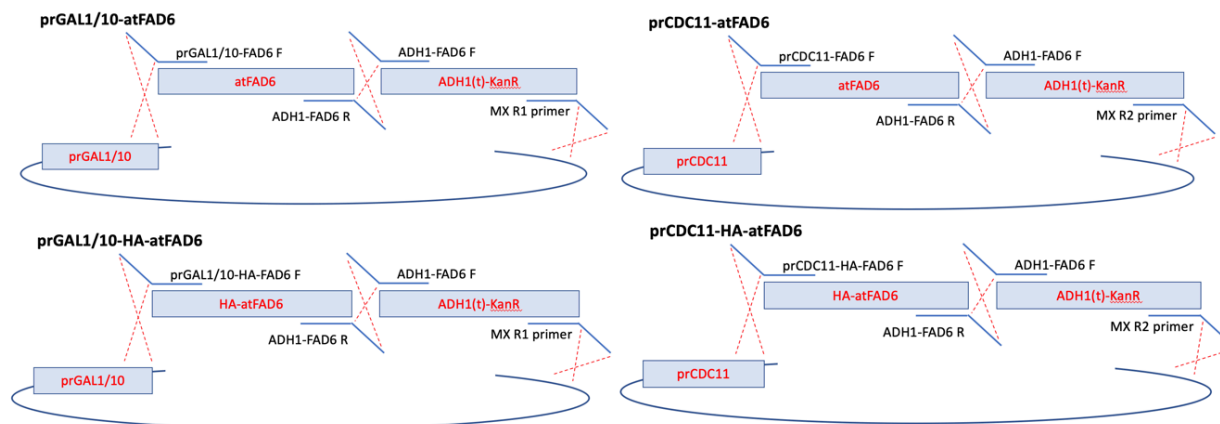 prGAL1/10-atFAD6
prGAL1/10-FAD6 F
ADH1-FAD6 F
atFAD6
ADH1(t)-KanR
ADH1-FAD6 R
MX R1 primer
prGAL1/10
prCDC11-atFAD6
prCDC11-FAD6 F
ADH1-FAD6 F
atFAD6
ADH1(t)-KanR
ADH1-FAD6 R
MX R2 primer
prCDC11
prGAL1/10-HA-atFAD6
prGAL1/10-HA-FAD6 F
ADH1-FAD6 F
HA-atFAD6
ADH1(t)-KanR
ADH1-FAD6 R
MX R1 primer
prGAL1/10
prCDC11-HA-atFAD6
prCDC11-HA-FAD6 F
ADH1-FAD6 F
HA-atFAD6
ADH1(t)-KanR
ADH1-FAD6 R
MX R2 primer
prCDC11